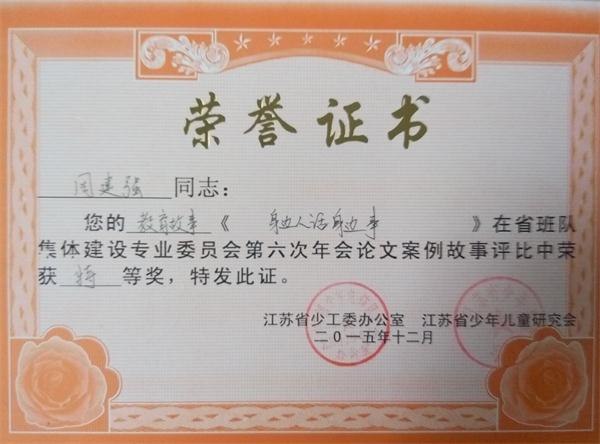 荣誉证书
周建强 同志：
您的 教育故事 《 身边人话身边事 》在省班队
集体建设专业委员会第六次年会论文案例故事评比中荣
获 特 等奖，特发此证。
江苏省少工委办公室 江苏省少年儿童研究会
二0一五年十二月